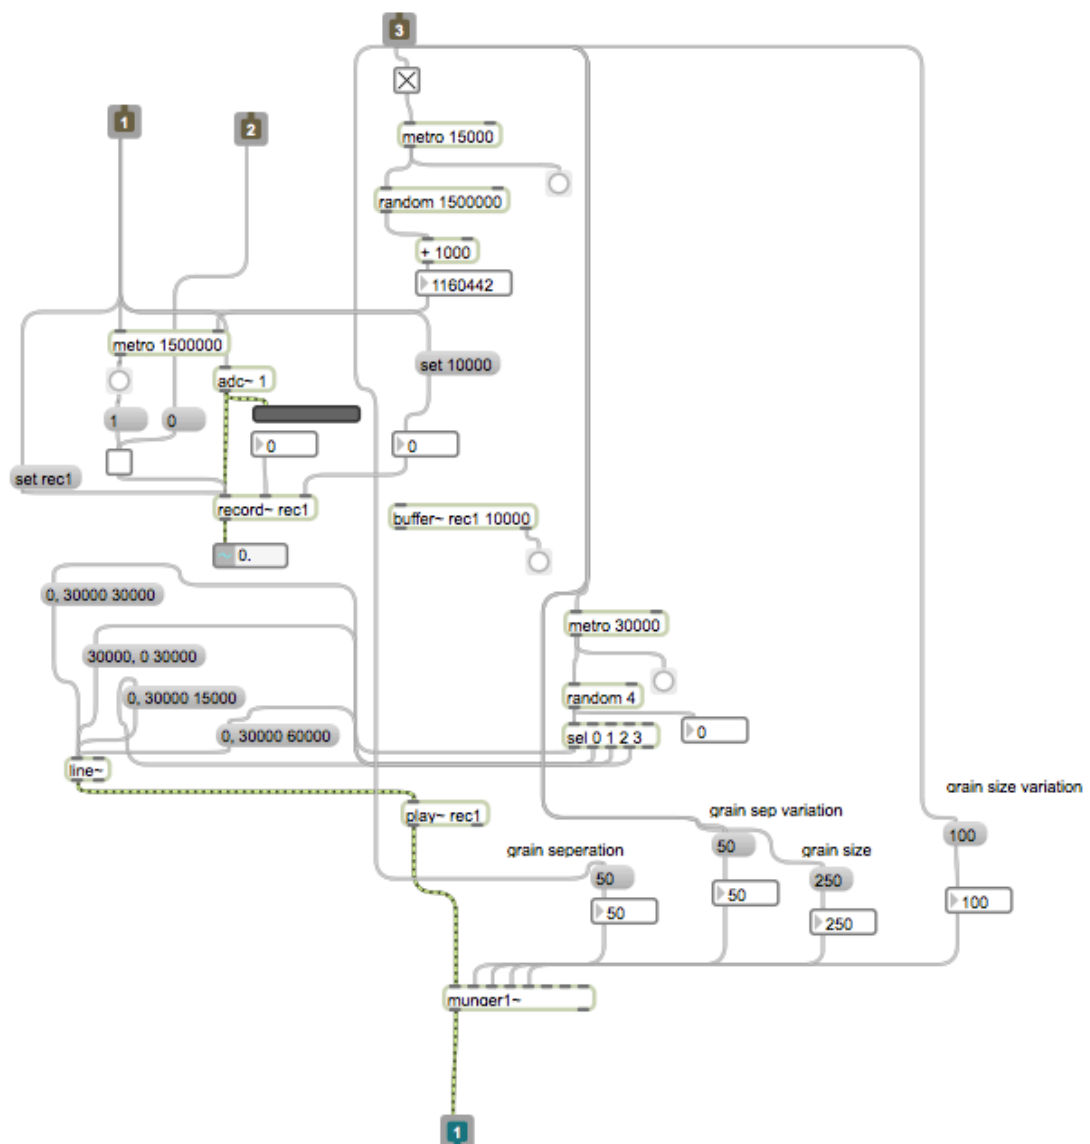 3
1
2
metro 15000
random 1500000
+ 1000
1160442
metro 1500000
set 10000
adc~ 1
1
0
0
0
set rec1
record~ rec1
buffer~ rec1 10000
~ 0.
0, 30000 30000
metro 30000
30000, 0 30000
0, 30000 15000
random 4
0, 30000 60000
0
sel 0 1 2 3
line~
grain size variation
play~ rec1
grain sep variation
100
50
grain seperation
grain size
50
250
50
100
50
250
munger1~
1